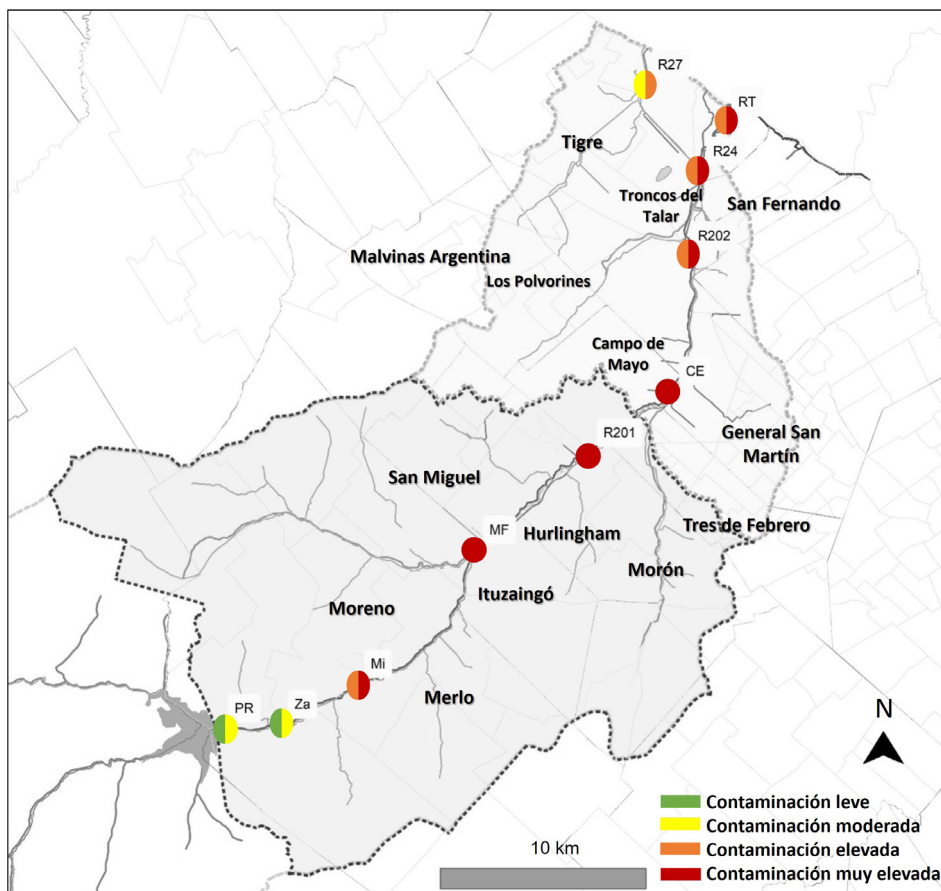 R27
RT
Tigre
R24
Troncos del
Talar
San Fernando
R202
Malvinas Argentina
Los Polvorines
Campo de
Mayo
CE
General San
Martín
R201
San Miguel
MF
Hurlingham
Tres de Febrero
Ituzaingó
Morón
Moreno
Mi
Merlo
PR
Za
N
Contaminación leve
Contaminación moderada
Contaminación elevada
Contaminación muy elevada
10 km